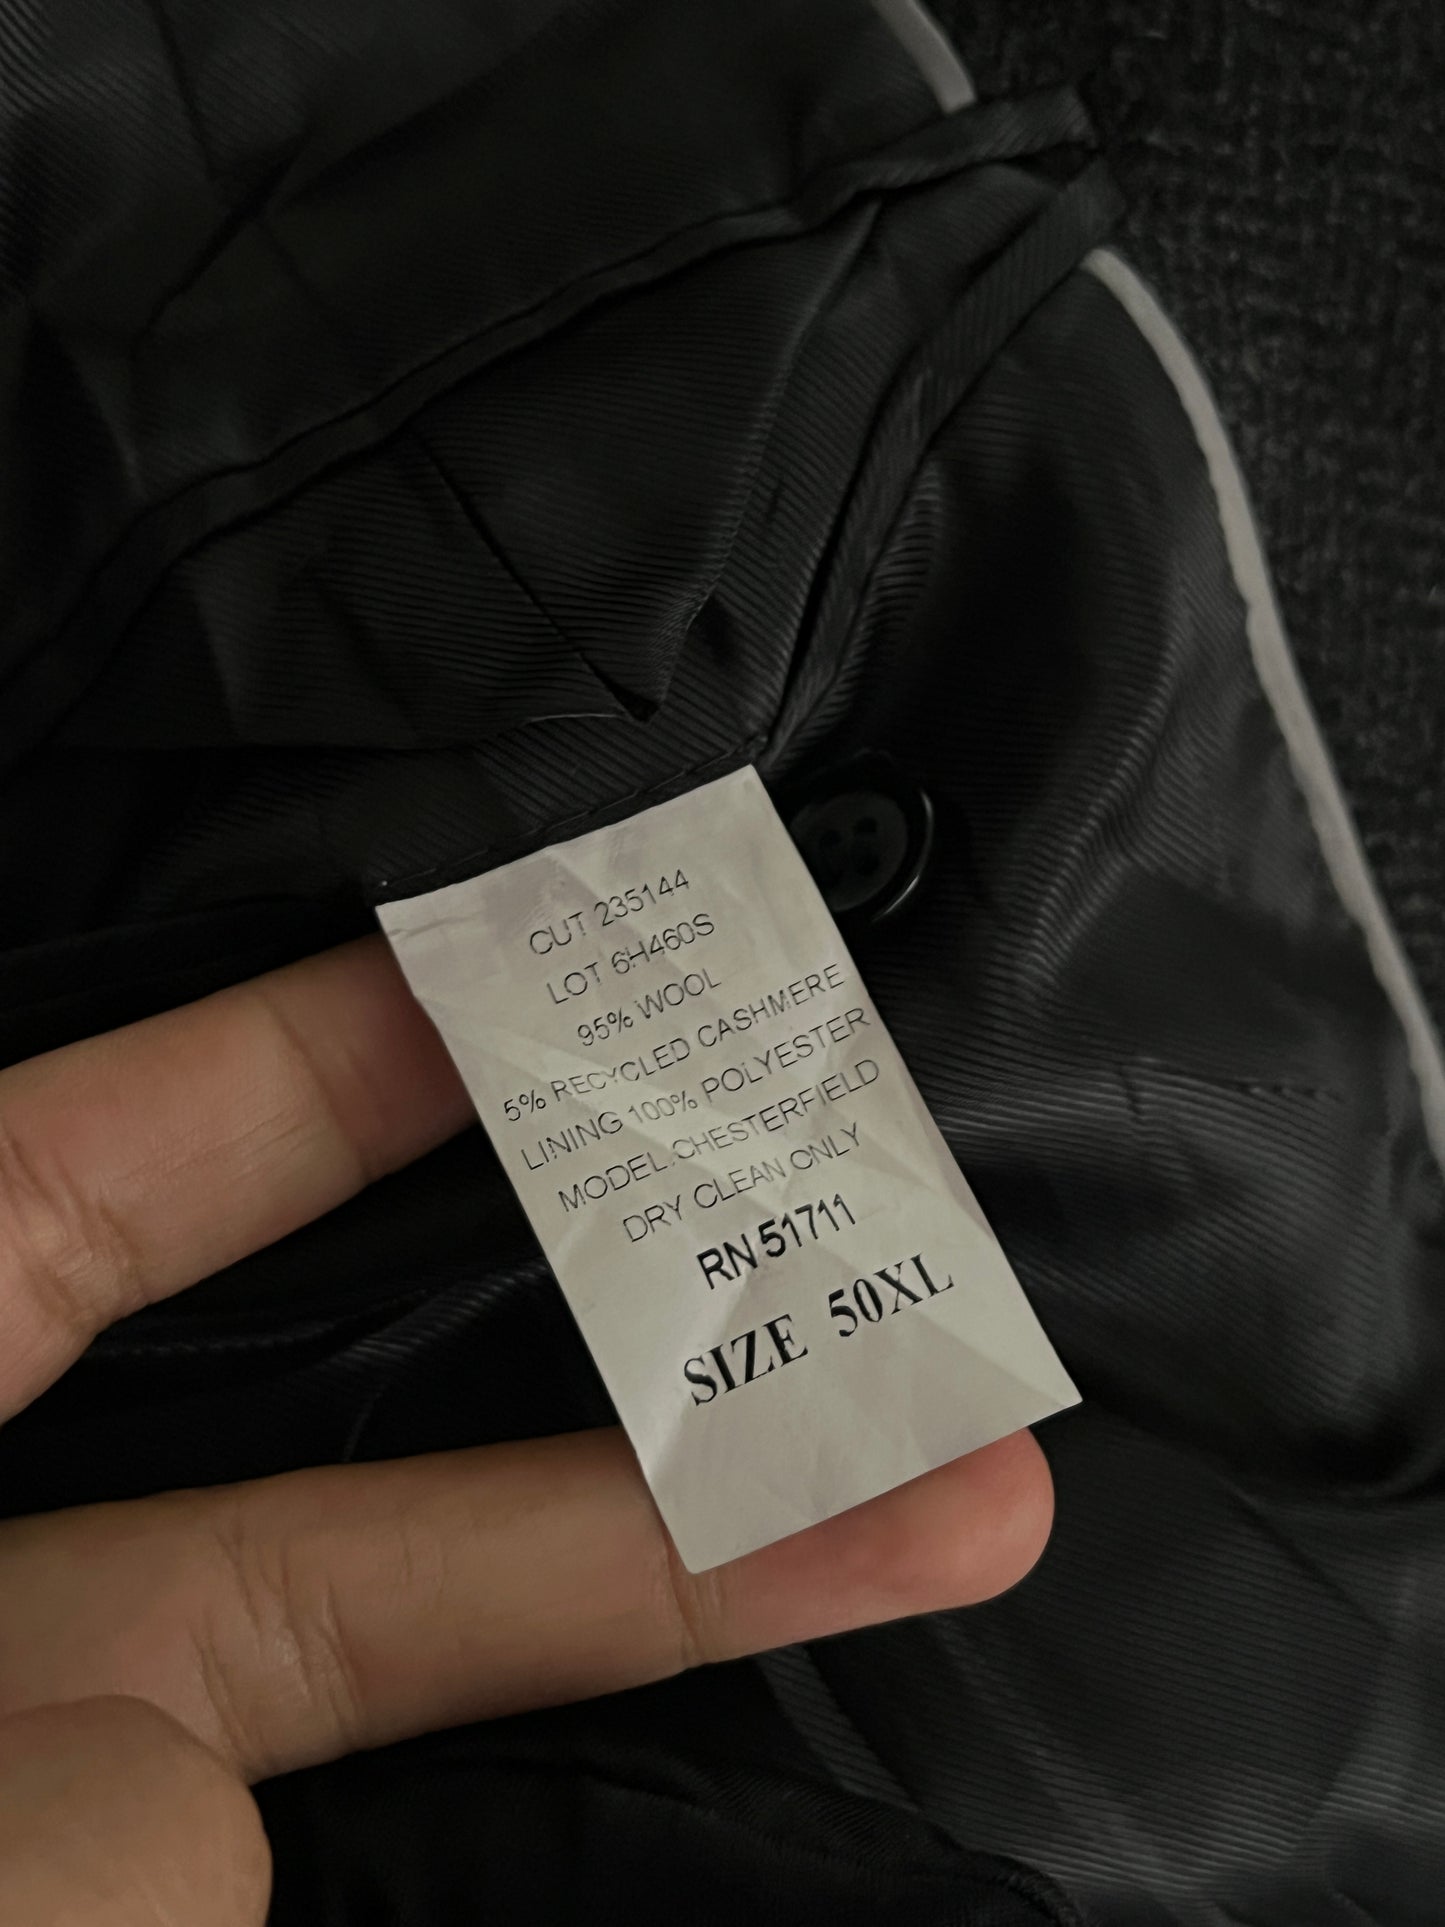 CUT 235144
LOT 6H460S
95% WOOL
5% RECYCLED CASHMERE
LINING 100% POLYESTER
MODEL:CHESTERFIELD
DRY CLEAN ONLY
RN 51711
SIZE 50XL